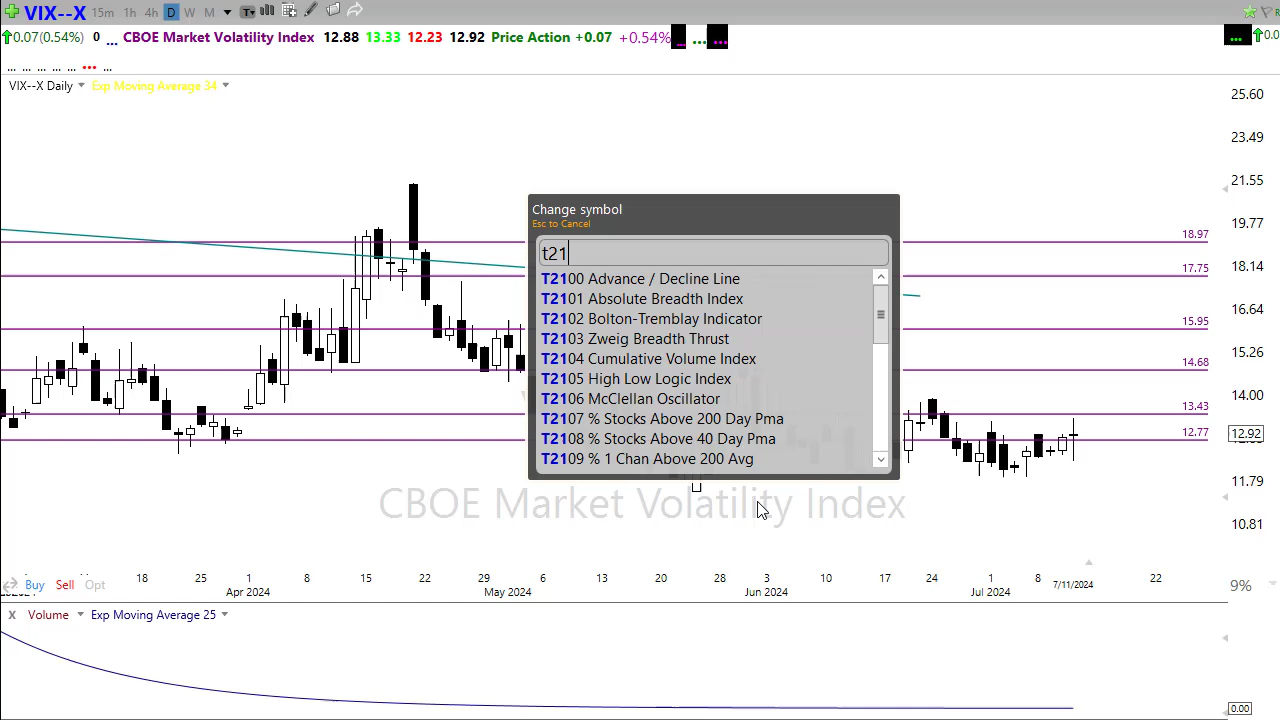 VIX--X 15m 1h 4h D W M T
0.07(0.54%) 0 ... CBOE Market Volatility Index 12.88 13.33 12.23 12.92 Price Action +0.07 +0.54% ... ... ... ... 0.0
... ... ... ... ... ... ...
VIX--X Daily Exp Moving Average 34
25.60
23.49
21.55
19.77
18.14
16.64
15.26
14.00
12.92
11.79
10.81
18.97
17.75
15.95
14.68
13.43
12.77
Change symbol
Esc to Cancel
t21
T2100 Advance / Decline Line
T2101 Absolute Breadth Index
T2102 Bolton-Tremblay Indicator
T2103 Zweig Breadth Thrust
T2104 Cumulative Volume Index
T2105 High Low Logic Index
T2106 McClellan Oscillator
T2107 % Stocks Above 200 Day Pma
T2108 % Stocks Above 40 Day Pma
T2109 % 1 Chan Above 200 Avg
CBOE Market Volatility Index
Buy Sell Opt
18 25 1 8 15 22 29 6 13 20 28 3 10 17 24 1 8 7/11/2024 22
Apr 2024 May 2024 Jun 2024 Jul 2024
9%
X Volume Exp Moving Average 25
0.00